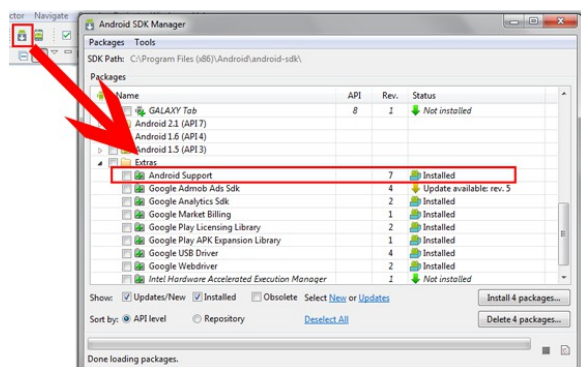 ctor Navigate
Android SDK Manager
Packages Tools
SDK Path: C:\Program Files (x86)\Android\android-sdk\
Packages
Name API Rev. Status
GALAXY Tab 8 1 Not installed
Android 2.1 (API 7)
Android 1.6 (API 4)
Android 1.5 (API 3)
Extras
Android Support 7 Installed
Google Admob Ads Sdk 4 Update available: rev. 5
Google Analytics Sdk 2 Installed
Google Market Billing 1 Installed
Google Play Licensing Library 2 Installed
Google Play APK Expansion Library 1 Installed
Google USB Driver 4 Installed
Google Webdriver 2 Installed
Intel Hardware Accelerated Execution Manager 1 Not installed
Show: Updates/New Installed Obsolete Select New or Updates Install 4 packages...
Sort by: API level Repository Deselect All Delete 4 packages...
Done loading packages.